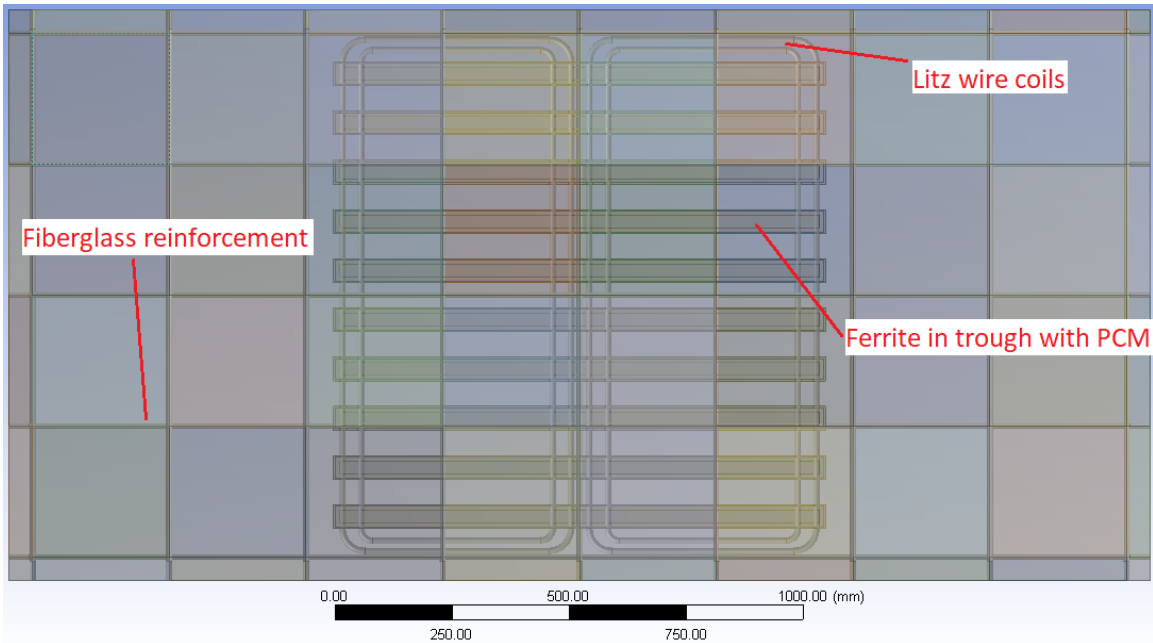 Litz wire coils
Fiberglass reinforcement
Ferrite in trough with PCM
0.00 500.00 1000.00 (mm)
250.00 750.00